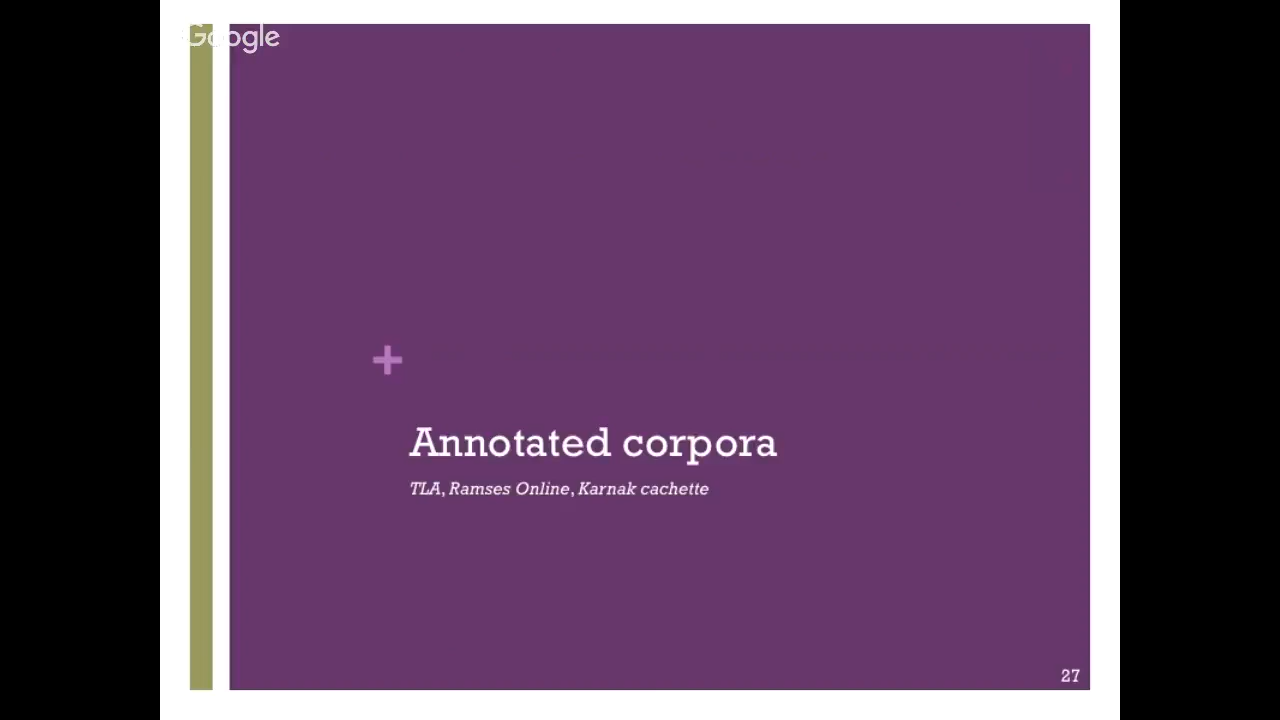 Google
+
Annotated corpora
TLA, Ramses Online, Karnak cachette
27